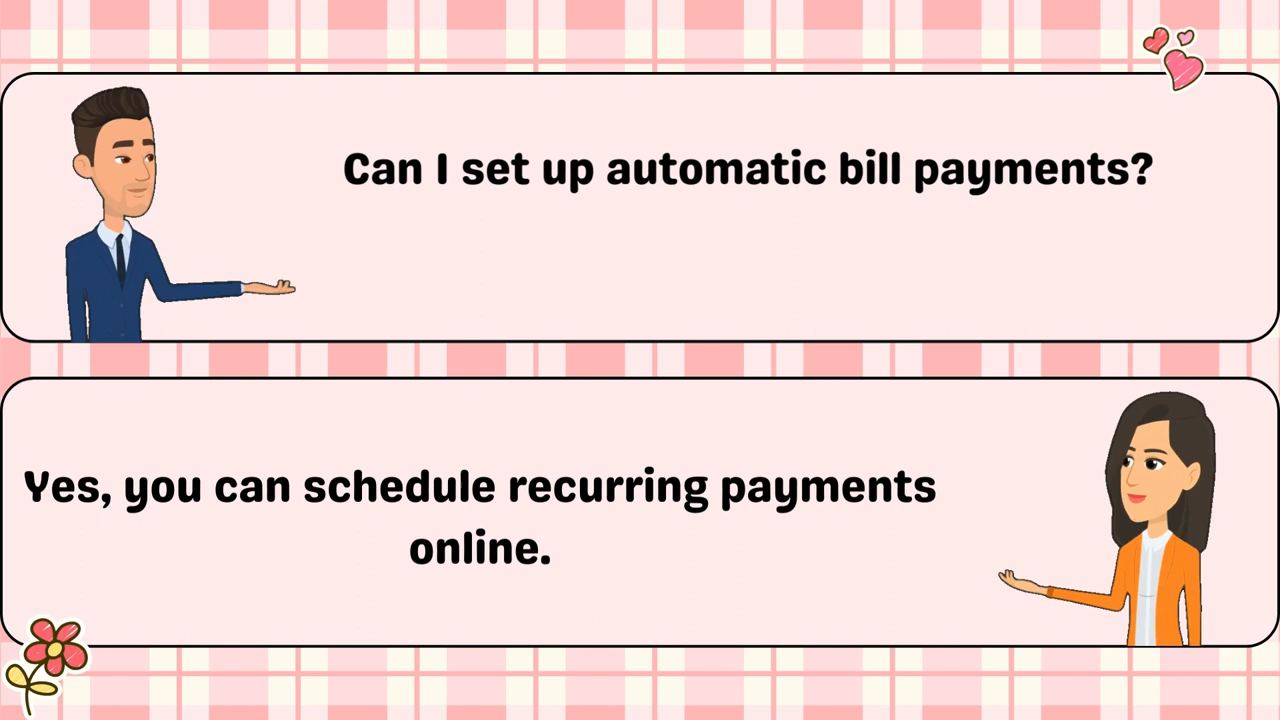 Can I set up automatic bill payments?
Yes, you can schedule recurring payments
online.